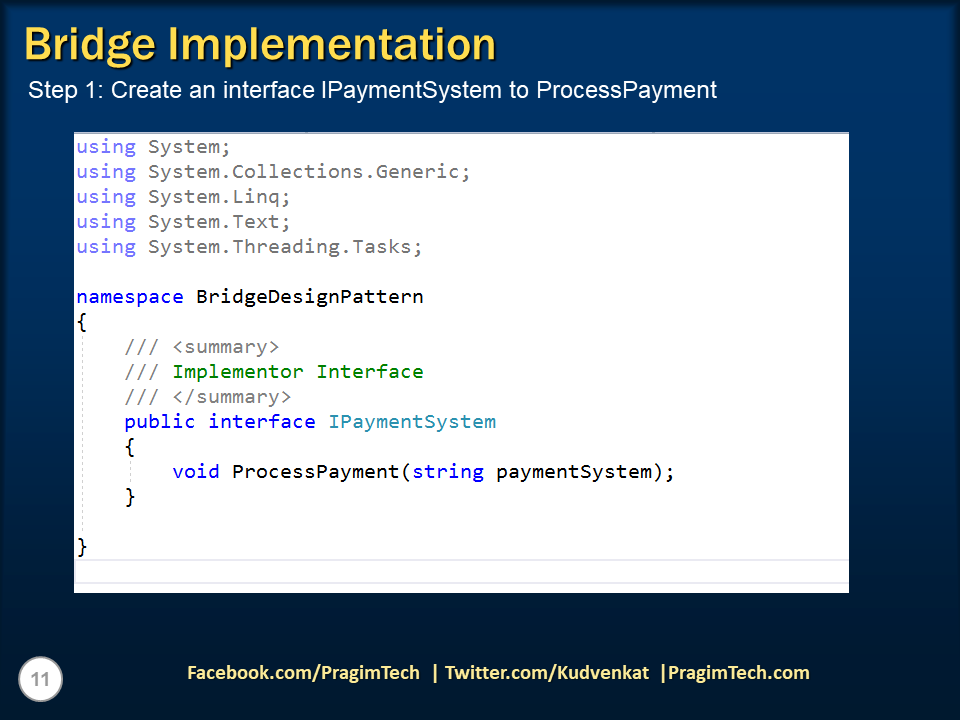 Bridge Implementation
Step 1: Create an interface IPaymentSystem to ProcessPayment
using System;
using System.Collections.Generic;
using System.Linq;
using System.Text;
using System.Threading.Tasks;
namespace BridgeDesignPattern
{
    /// <summary>
    /// Implementor Interface
    /// </summary>
    public interface IPaymentSystem
    {
        void ProcessPayment(string paymentSystem);
    }
}
11
Facebook.com/PragimTech | Twitter.com/Kudvenkat |PragimTech.com